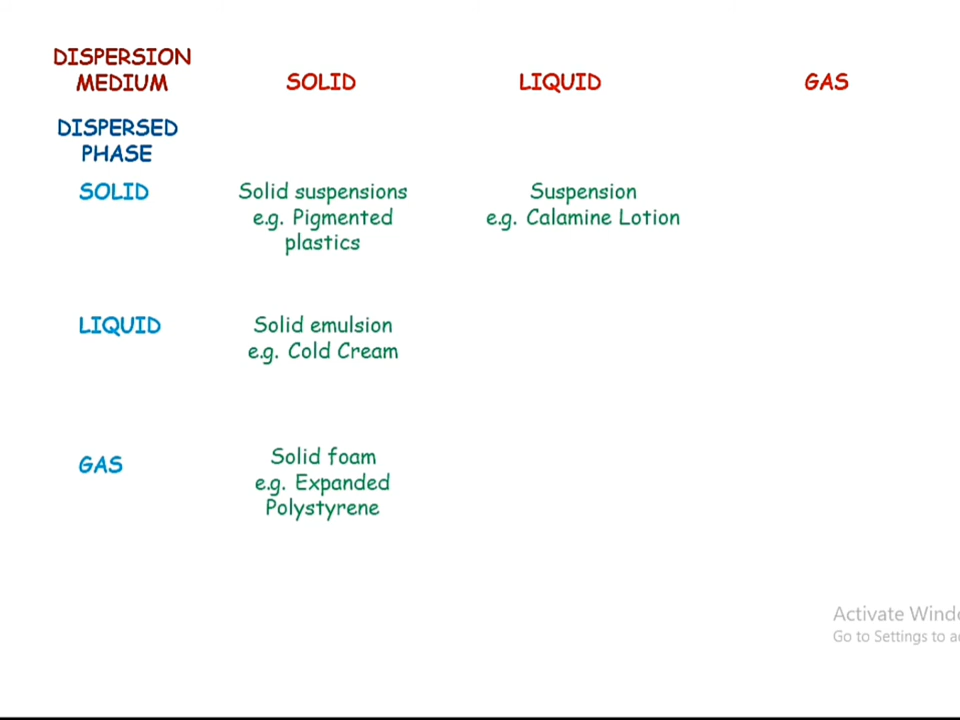 DISPERSION
MEDIUM
SOLID
LIQUID
GAS
DISPERSED
PHASE
SOLID
Solid suspensions
e.g. Pigmented
plastics
Suspension
e.g. Calamine Lotion
LIQUID
Solid emulsion
e.g. Cold Cream
GAS
Solid foam
e.g. Expanded
Polystyrene
Activate
Go to Settings to